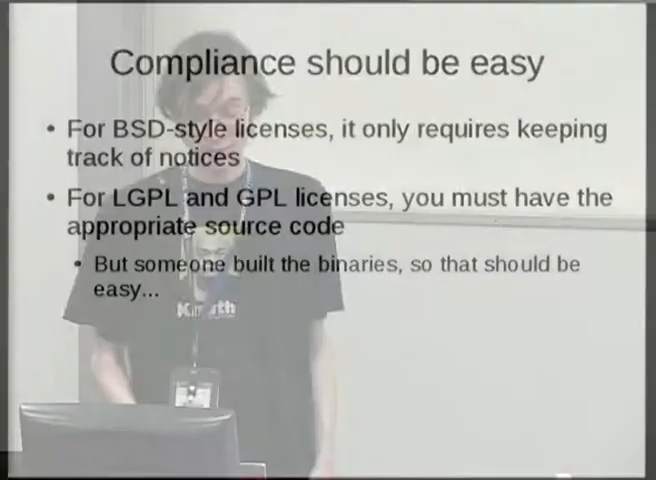 Compliance should be easy
• For BSD-style licenses, it only requires keeping
track of notices
• For LGPL and GPL licenses, you must have the
appropriate source code
• But someone built the binaries, so that should be
easy...